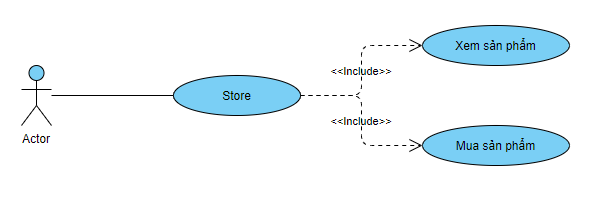 Xem sản phẩm
<<Include>>
Store
<<Include>>
Actor
Mua sản phẩm